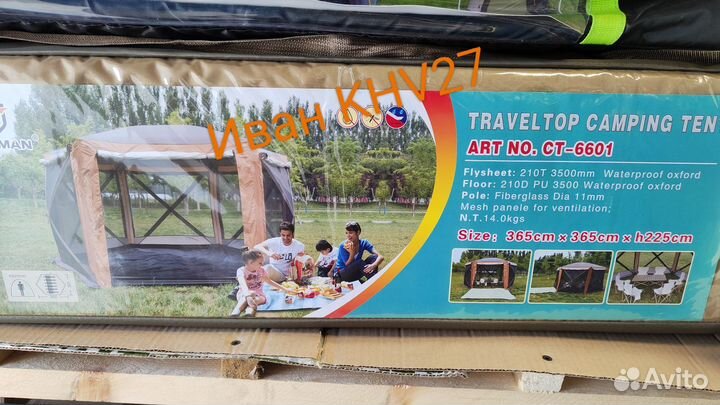 Иван KHV27
MAN
TRAVELTOP CAMPING TEN
ART NO. CT-6601
Flysheet: 210T 3500mm Waterproof oxford
Floor: 210D PU 3500 Waterproof oxford
Pole: Fiberglass Dia 11mm
Mesh panele for ventilation;
N.T.14.0kgs
Size: 365cm × 365cm × h225cm
Avito